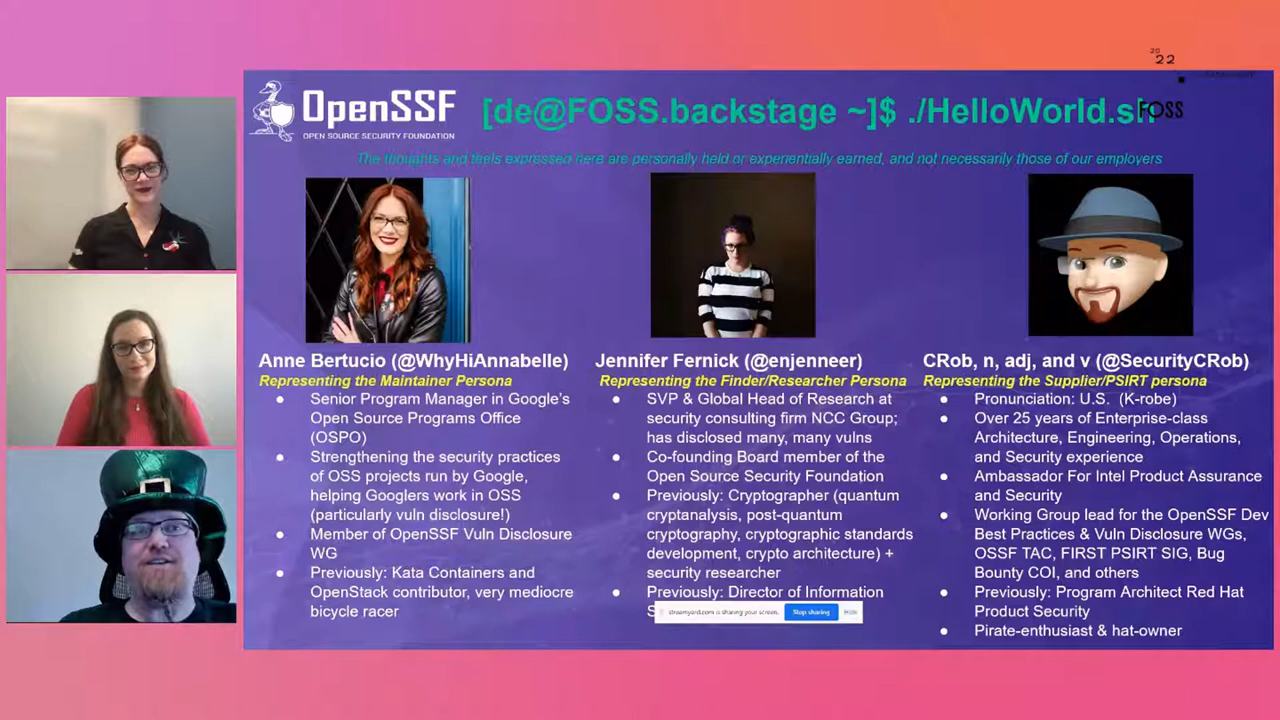 20
22
FOSS
OpenSSF
OPEN SOURCE SECURITY FOUNDATION
[de@FOSS.backstage ~]$ ./HelloWorld.sh
The thoughts and feels expressed here are personally held or experientially earned, and not necessarily those of our employers
Anne Bertucio (@WhyHiAnnabelle)
Representing the Maintainer Persona
● Senior Program Manager in Google's
Open Source Programs Office
(OSPO)
● Strengthening the security practices
of OSS projects run by Google,
helping Googlers work in OSS
(particularly vuln disclosure!)
● Member of OpenSSF Vuln Disclosure
WG
● Previously: Kata Containers and
OpenStack contributor, very mediocre
bicycle racer
Jennifer Fernick (@enjenneer)
Representing the Finder/Researcher Persona
● SVP & Global Head of Research at
security consulting firm NCC Group;
has disclosed many, many vulns
● Co-founding Board member of the
Open Source Security Foundation
● Previously: Cryptographer (quantum
cryptanalysis, post-quantum
cryptography, cryptographic standards
development, crypto architecture) +
security researcher
● Previously: Director of Information
S
streamyard.com is sharing your screen.
Stop sharing
Hide
CRob, n, adj, and v (@SecurityCRob)
Representing the Supplier/PSIRT persona
● Pronunciation: U.S. (K-robe)
● Over 25 years of Enterprise-class
Architecture, Engineering, Operations,
and Security experience
● Ambassador For Intel Product Assurance
and Security
● Working Group lead for the OpenSSF Dev
Best Practices & Vuln Disclosure WGs,
OSSF TAC, FIRST PSIRT SIG, Bug
Bounty COI, and others
● Previously: Program Architect Red Hat
Product Security
● Pirate-enthusiast & hat-owner